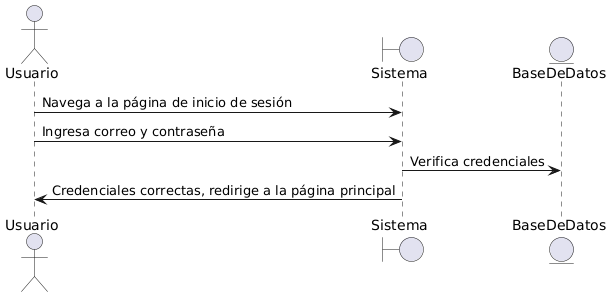 Usuario
Sistema
BaseDeDatos
Navega a la página de inicio de sesión
Ingresa correo y contraseña
Verifica credenciales
Credenciales correctas, redirige a la página principal
Usuario
Sistema
BaseDeDatos